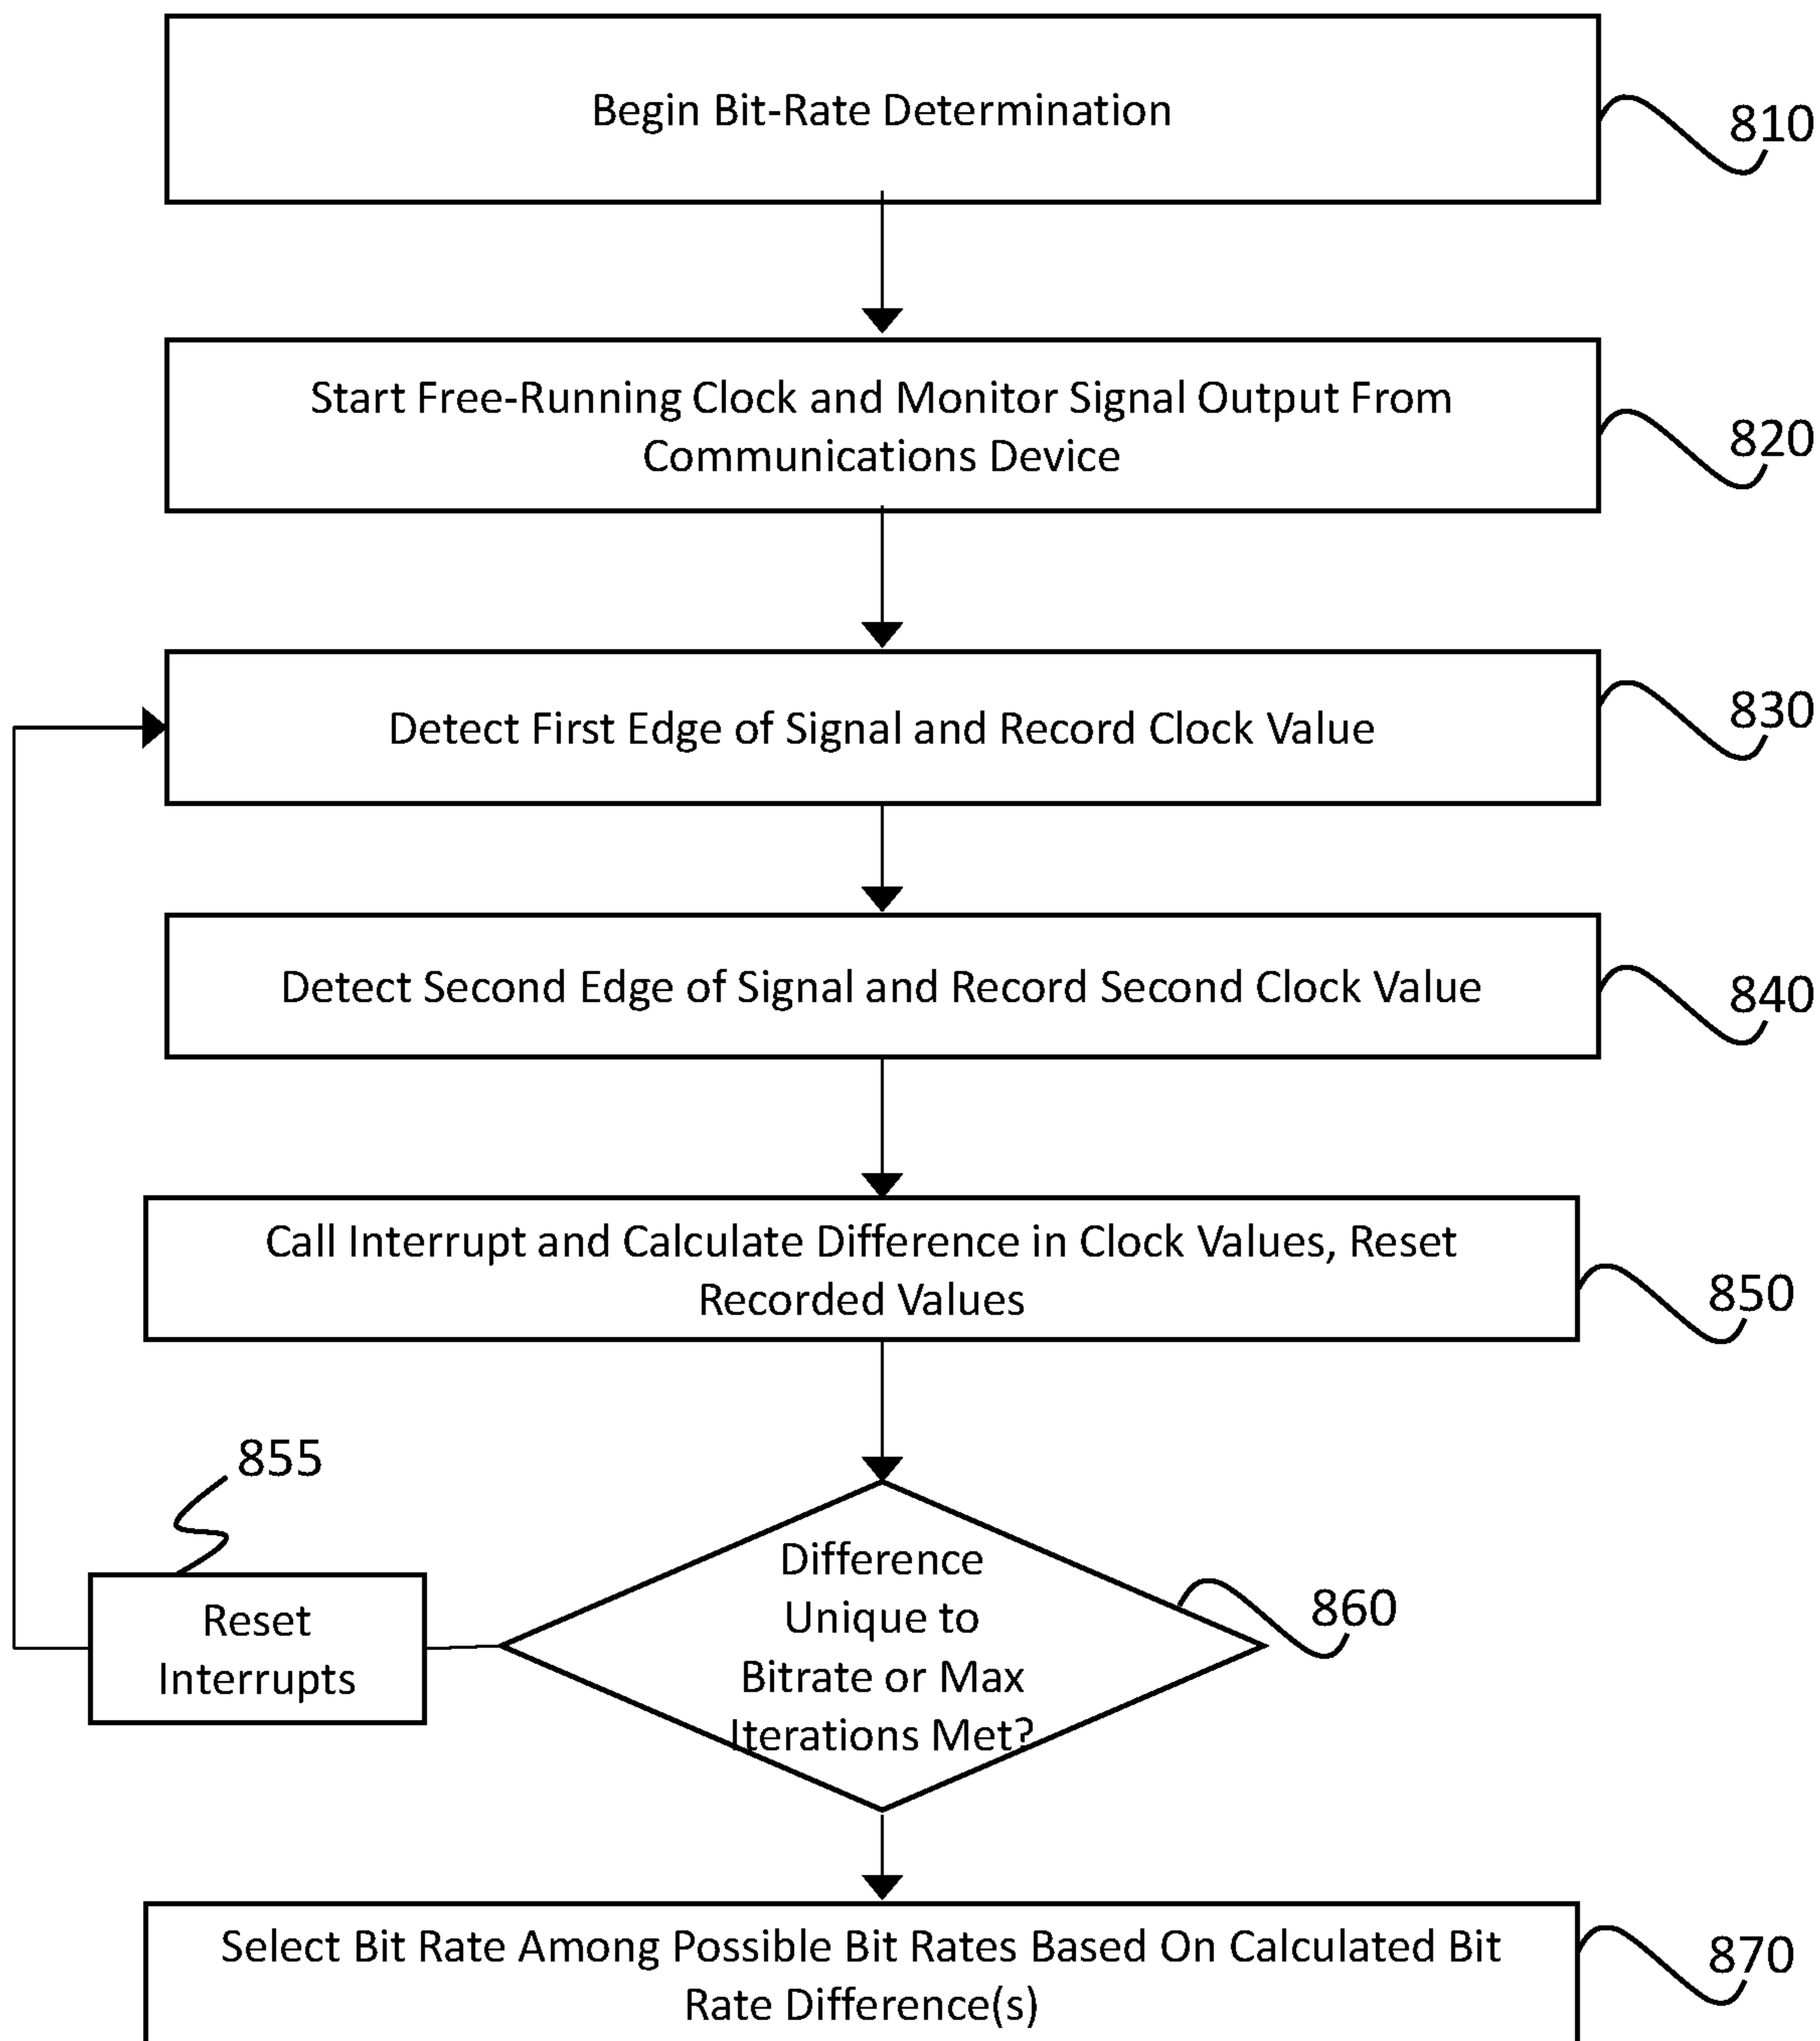 Begin Bit-Rate Determination
810
Start Free-Running Clock and Monitor Signal Output From
Communications Device
820
Detect First Edge of Signal and Record Clock Value
830
Detect Second Edge of Signal and Record Second Clock Value
840
Call Interrupt and Calculate Difference in Clock Values, Reset
Recorded Values
850
855
Reset
Interrupts
Difference
Unique to
Bitrate or Max
Iterations Met?
860
Select Bit Rate Among Possible Bit Rates Based On Calculated Bit
Rate Difference(s)
870